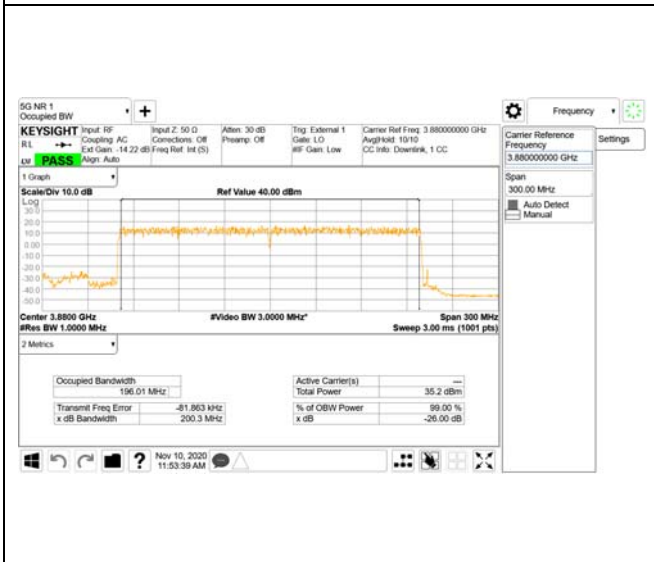 5G NR 1
Occupied BW
+
Frequency
KEYSIGHT Input: RF Input Z: 50 Ω Atten: 30 dB Trig: External 1 Carrier Ref Freq: 3.880000000 GHz
RL Coupling: AC Corrections: Off Preamp: Off Gate: LO Avg|Hold: 10/10
Ext Gain: -14.22 dB Freq Ref: Int (S) #IF Gain: Low CC Info: Downlink, 1 CC
PASS Align: Auto
Carrier Reference
Frequency
3.880000000 GHz
Settings
Span
300.00 MHz
Auto Detect
Manual
1 Graph
Scale/Div 10.0 dB Ref Value 40.00 dBm
Log
30.0
20.0
10.0
0.00
-10.0
-20.0
-30.0
-40.0
-50.0
Center 3.8800 GHz #Video BW 3.0000 MHz* Span 300 MHz
#Res BW 1.0000 MHz Sweep 3.00 ms (1001 pts)
2 Metrics
Occupied Bandwidth Active Carrier(s) ---
196.01 MHz Total Power 35.2 dBm
Transmit Freq Error -81.863 kHz % of OBW Power 99.00 %
x dB Bandwidth 200.3 MHz x dB -26.00 dB
? Nov 10, 2020
11:53:39 AM